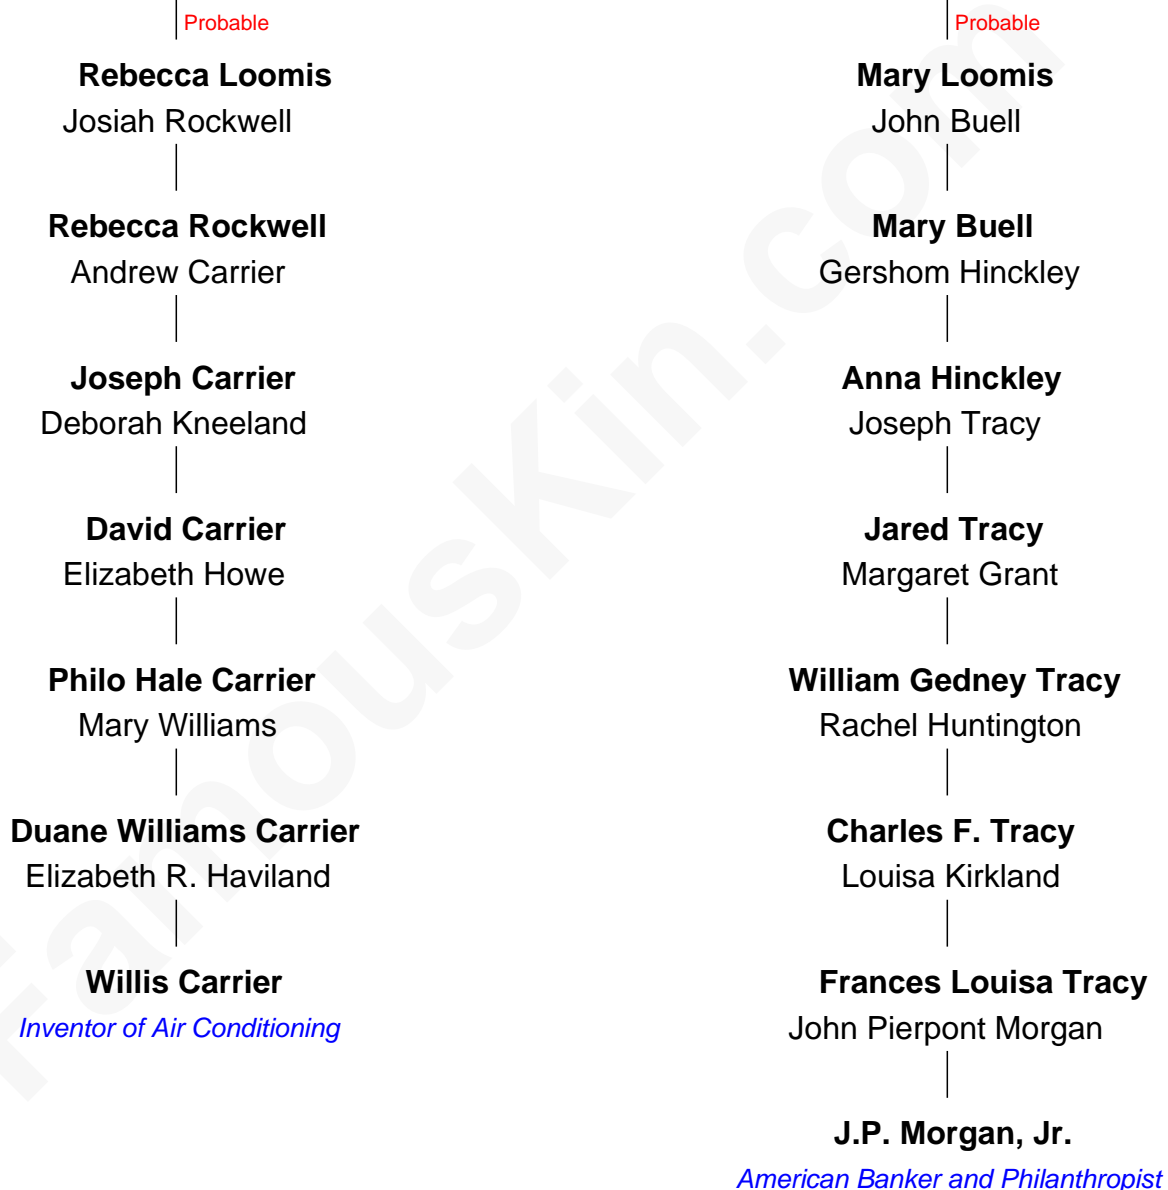 Probable
Rebecca Loomis
Josiah Rockwell
Rebecca Rockwell
Andrew Carrier
Joseph Carrier
Deborah Kneeland
David Carrier
Elizabeth Howe
Philo Hale Carrier
Mary Williams
Duane Williams Carrier
Elizabeth R. Haviland
Willis Carrier
Inventor of Air Conditioning
Probable
Mary Loomis
John Buell
Mary Buell
Gershom Hinckley
Anna Hinckley
Joseph Tracy
Jared Tracy
Margaret Grant
William Gedney Tracy
Rachel Huntington
Charles F. Tracy
Louisa Kirkland
Frances Louisa Tracy
John Pierpont Morgan
J.P. Morgan, Jr.
American Banker and Philanthropist
FamousKin.com